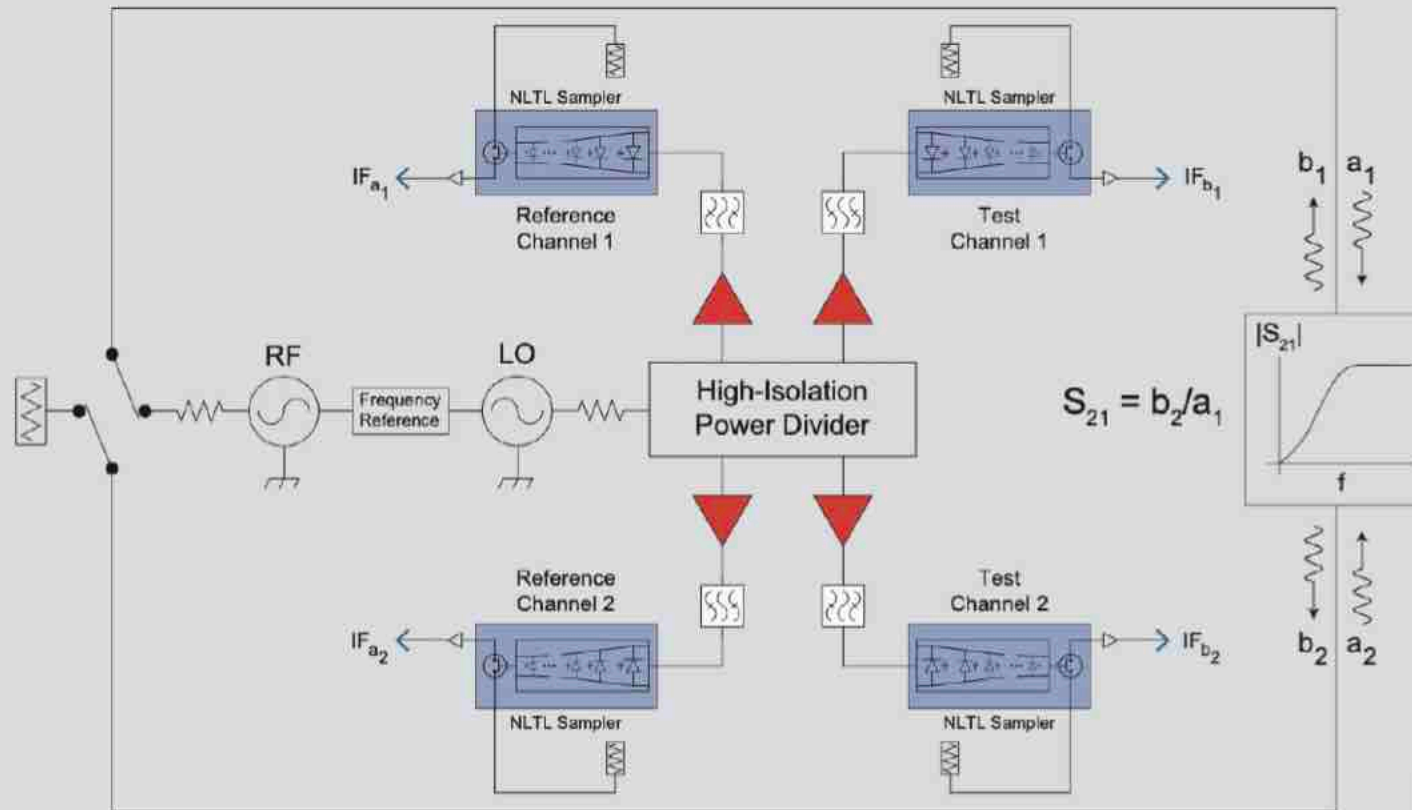 NLTL Sampler
NLTL Sampler
IFa1
IFb1
Reference
Channel 1
Test
Channel 1
b1 a1
RF
LO
Frequency
Reference
High-Isolation
Power Divider
S21 = b2/a1
|S21|
f
Reference
Channel 2
Test
Channel 2
IFa2
IFb2
b2 a2
NLTL Sampler
NLTL Sampler